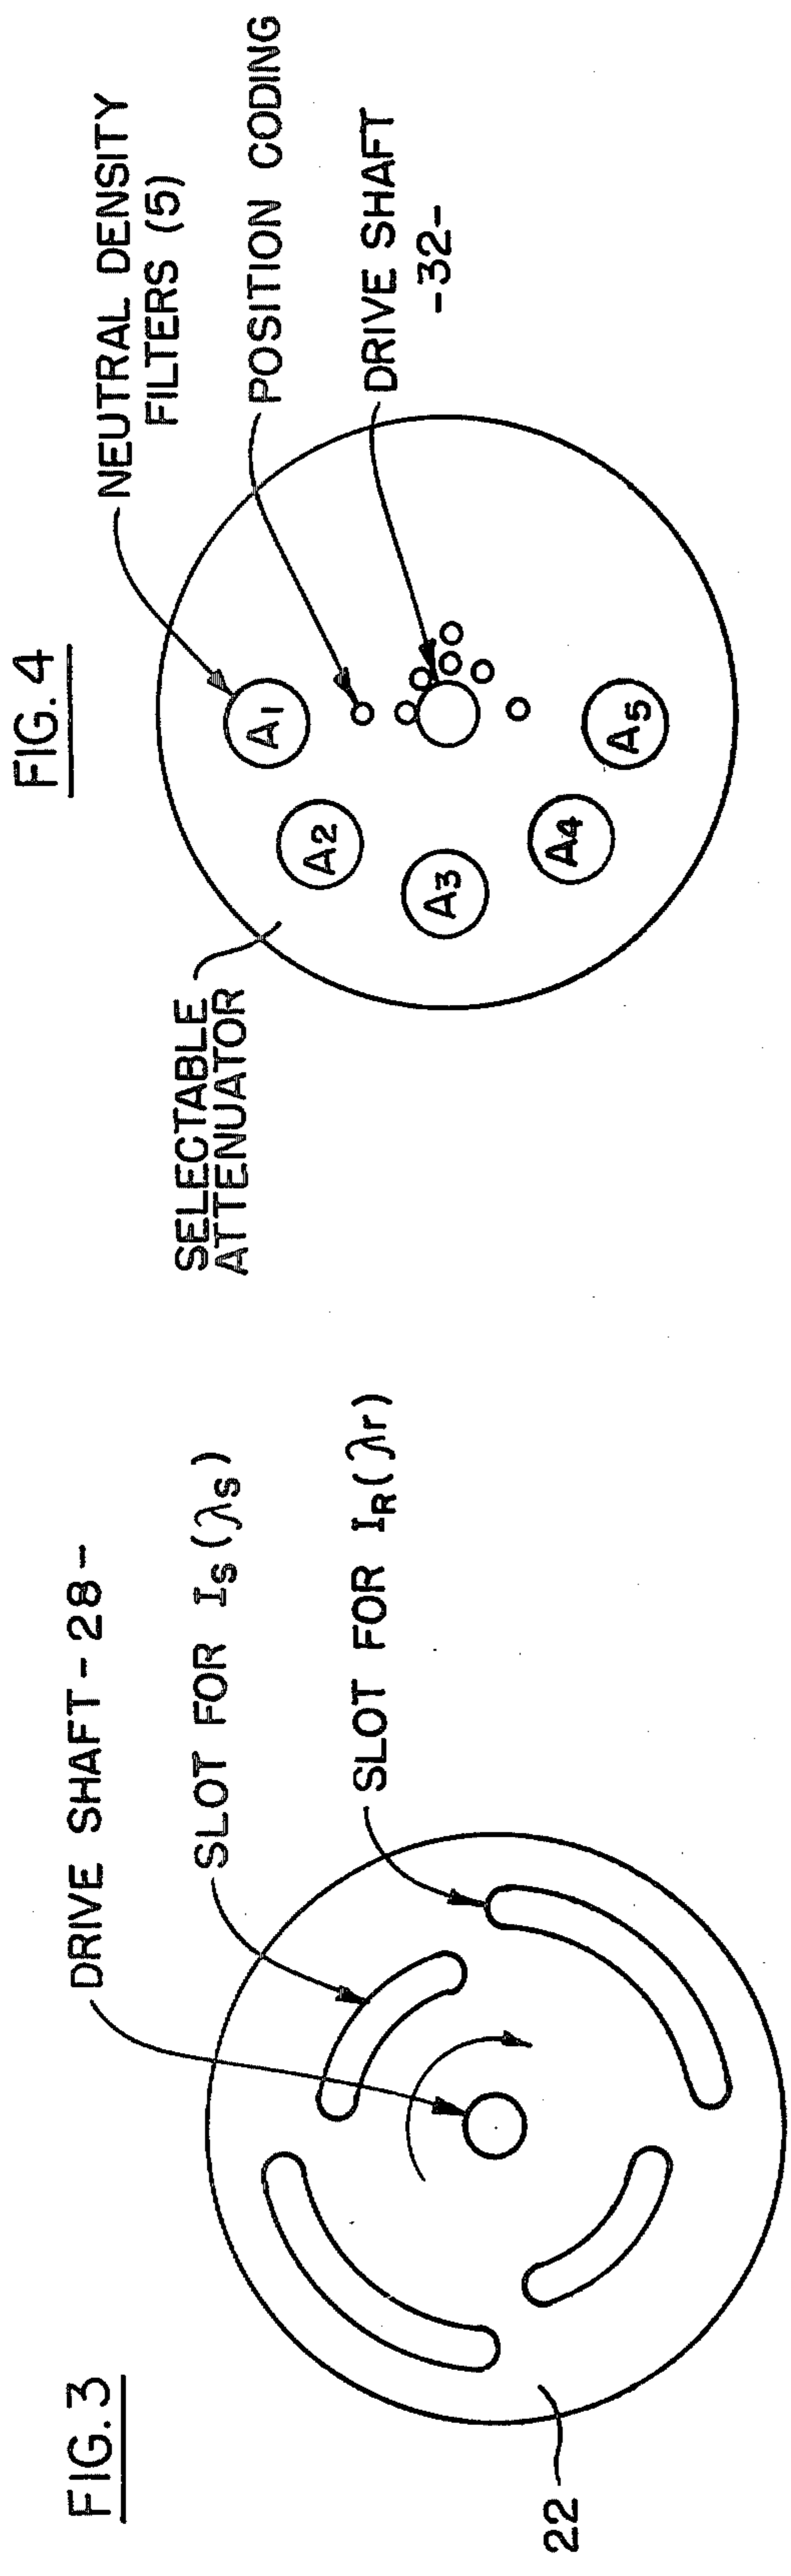 FIG. 3
DRIVE SHAFT-28-
SLOT FOR IS(λS)
SLOT FOR IR(λr)
22
FIG. 4
NEUTRAL DENSITY
FILTERS (5)
POSITION CODING
DRIVE SHAFT
-32-
SELECTABLE
ATTENUATOR
A1
A2
A3
A4
A5